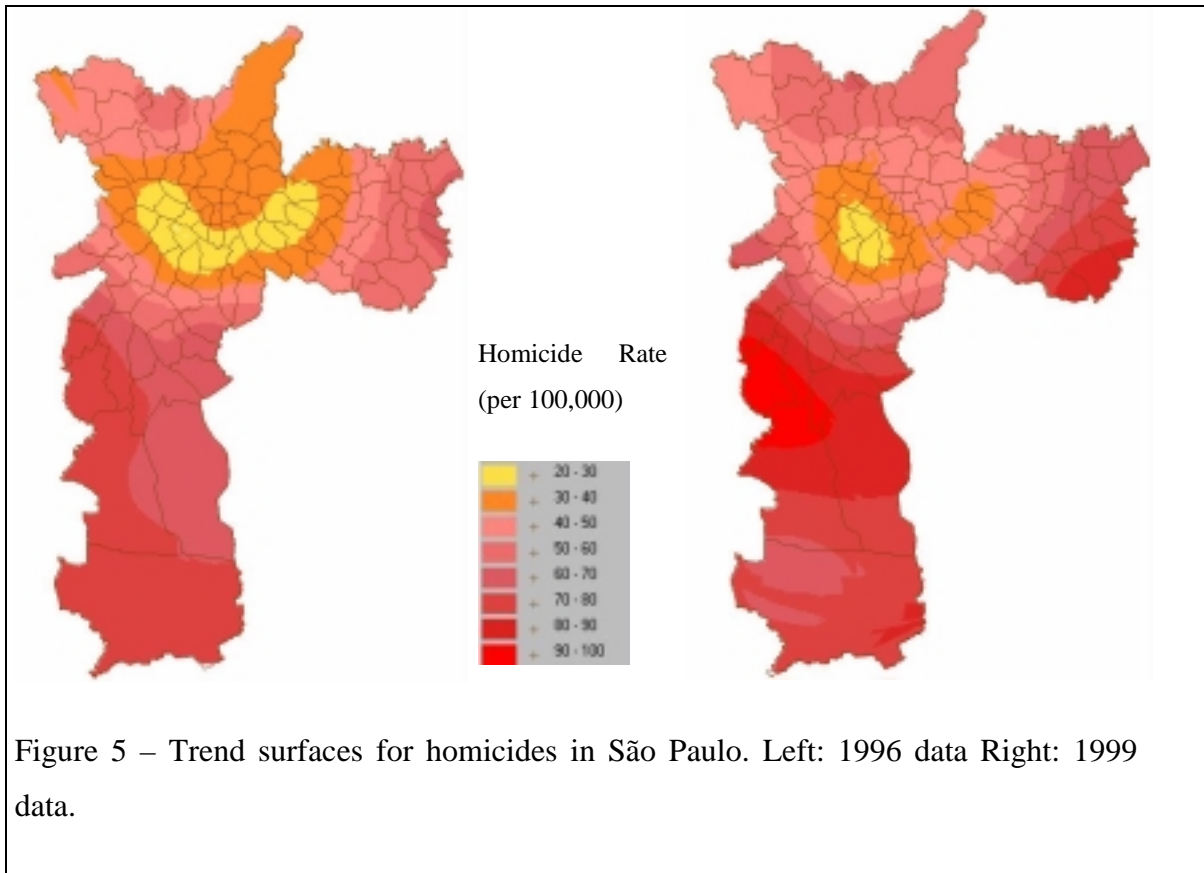 Homicide Rate
(per 100,000)
+ 20 - 30
+ 30 - 40
+ 40 - 50
+ 50 - 60
+ 60 - 70
+ 70 - 80
+ 80 - 90
+ 90 - 100
Figure 5 – Trend surfaces for homicides in São Paulo. Left: 1996 data Right: 1999
data.